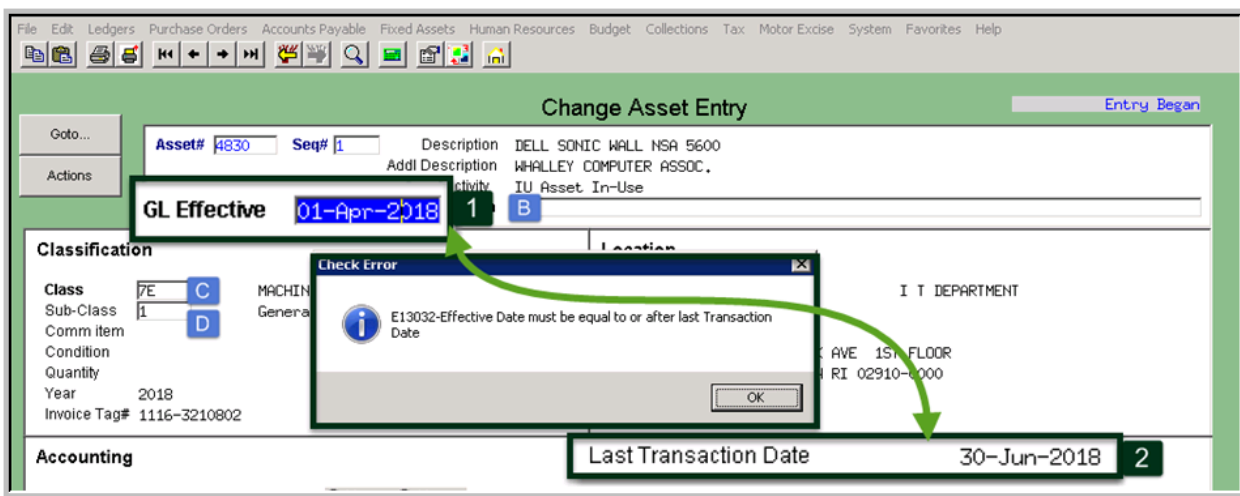 File Edit Ledgers Purchase Orders Accounts Payable Fixed Assets Human Resources Budget Collections Tax Motor Excise System Favorites Help
Change Asset Entry
Entry Began
Goto...
Actions
Asset# 4830 Seq# 1 Description DELL SONIC WALL NSA 5600
Addl Description WHALLEY COMPUTER ASSOC.
IU Asset In-Use
GL Effective 01-Apr-2018 1 B
Classification
Location
Check Error
Class 7E C MACHIN
I T DEPARTMENT
Sub-Class 1 D Genera
E13032-Effective Date must be equal to or after last Transaction
Date
Comm item
Condition
AVE 1ST FLOOR
Quantity
RI 02910-0000
Year 2018
OK
Invoice Tag# 1116-3210802
Accounting
Last Transaction Date 30-Jun-2018 2